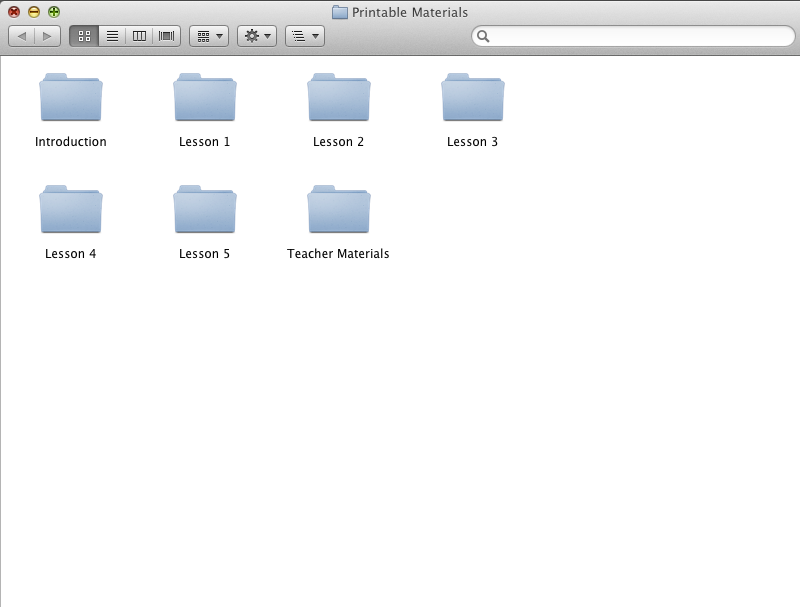 Printable Materials
Introduction
Lesson 1
Lesson 2
Lesson 3
Lesson 4
Lesson 5
Teacher Materials